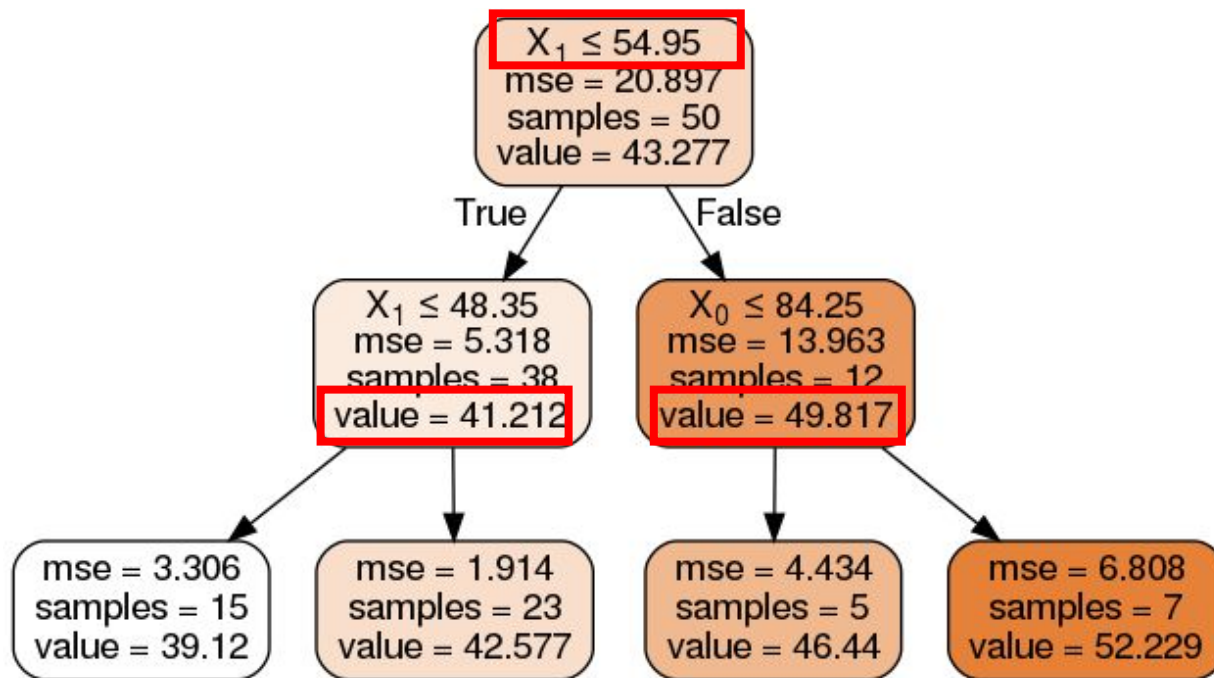 X₁ ≤ 54.95
mse = 20.897
samples = 50
value = 43.277
True
False
X₁ ≤ 48.35
mse = 5.318
samples = 38
value = 41.212
X₀ ≤ 84.25
mse = 13.963
samples = 12
value = 49.817
mse = 3.306
samples = 15
value = 39.12
mse = 1.914
samples = 23
value = 42.577
mse = 4.434
samples = 5
value = 46.44
mse = 6.808
samples = 7
value = 52.229